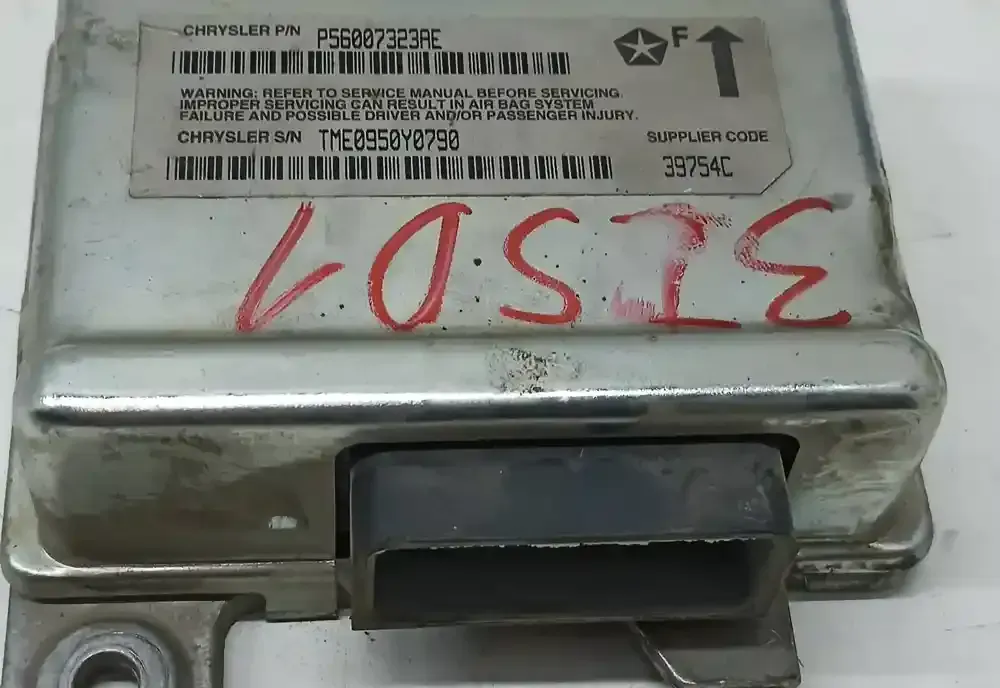 CHRYSLER P/N P56007323AE
F
WARNING: REFER TO SERVICE MANUAL BEFORE SERVICING.
IMPROPER SERVICING CAN RESULT IN AIR BAG SYSTEM
FAILURE AND POSSIBLE DRIVER AND/OR PASSENGER INJURY.
CHRYSLER S/N TME0950Y0790
SUPPLIER CODE
39754C